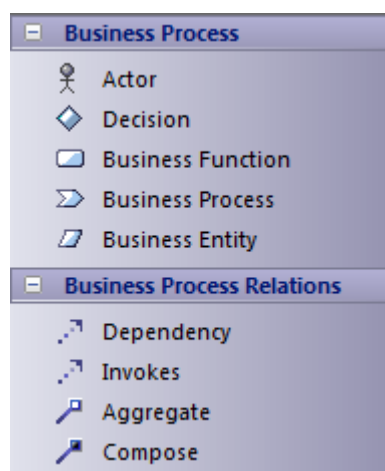 Business Process
Actor
Decision
Business Function
Business Process
Business Entity
Business Process Relations
Dependency
Invokes
Aggregate
Compose